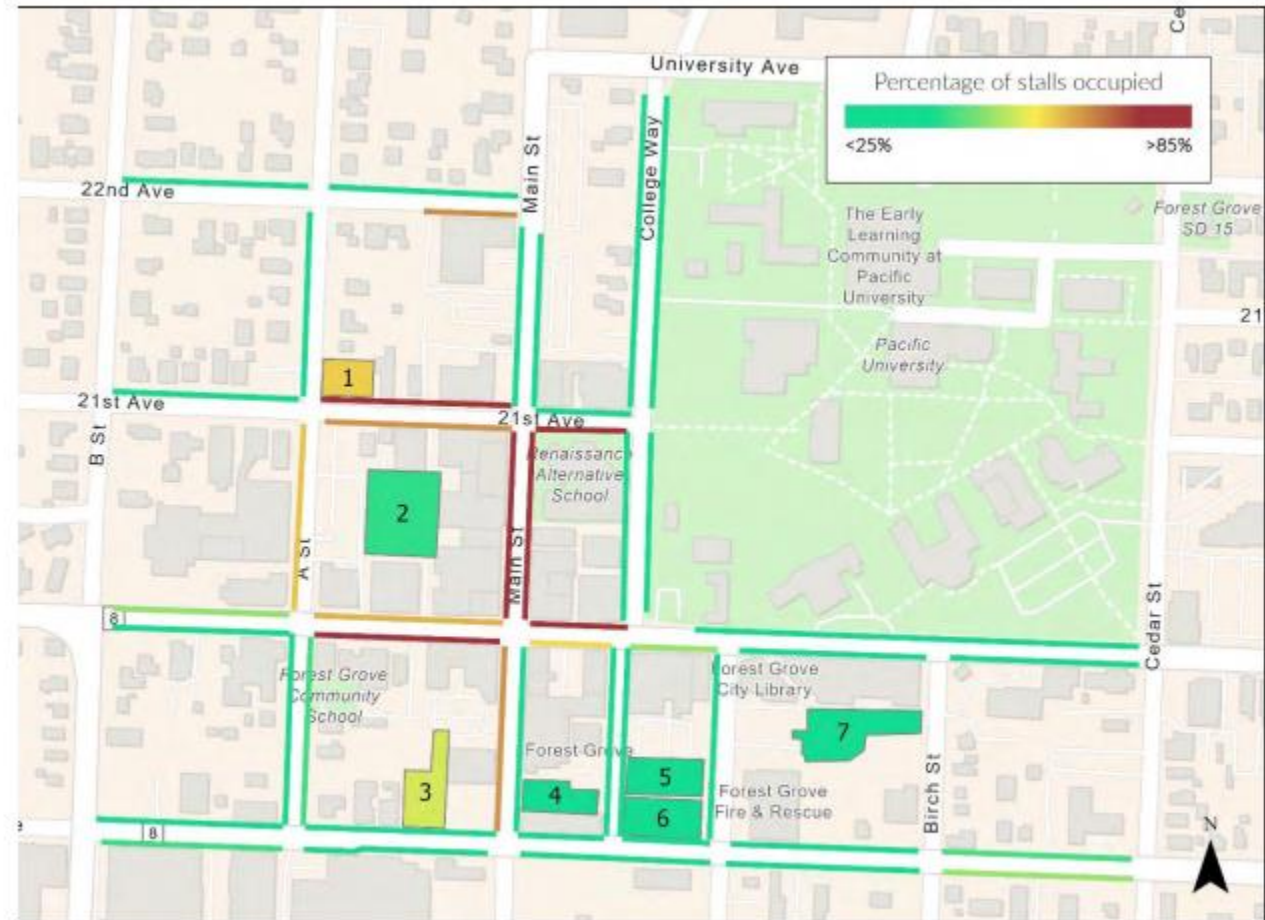 Ce
University Ave
Percentage of stalls occupied
<25%
>85%
Main St
College Way
22nd Ave
The Early
Learning
Community at
Pacific
University
Forest Grove
SD 15
21
Pacific
University
1
21st Ave
21st Ave
B St
Renaissance
Alternative
School
2
A St
Main St
8
Cedar St
Forest Grove
Community
School
Forest Grove
City Library
7
Forest Grove
5
3
4
Forest Grove
Fire & Rescue
6
Birch St
8
e
N